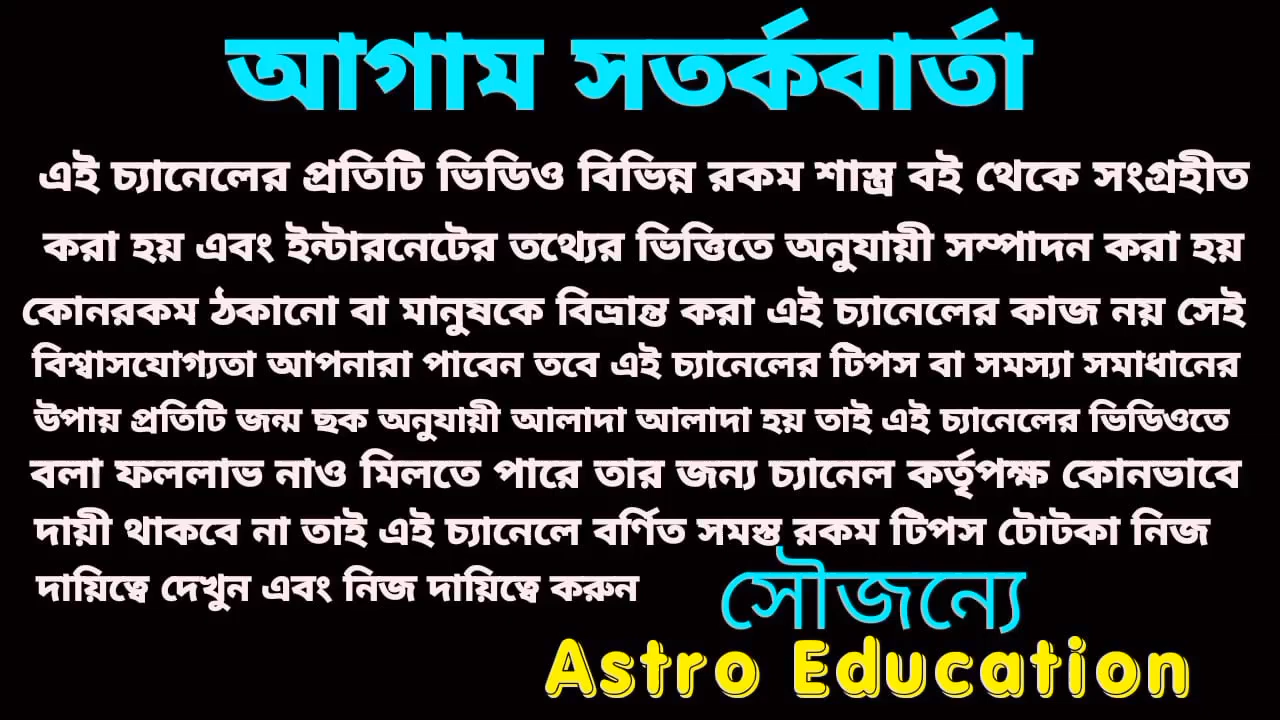 আগাম সতর্কবার্তা
এই চ্যানেলের প্রতিটি ভিডিও বিভিন্ন রকম শাস্ত্র বই থেকে সংগ্রহীত
করা হয় এবং ইন্টারনেটের তথ্যের ভিত্তিতে অনুযায়ী সম্পাদন করা হয়
কোনরকম ঠকানো বা মানুষকে বিভ্রান্ত করা এই চ্যানেলের কাজ নয় সেই
বিশ্বাসযোগ্যতা আপনারা পাবেন তবে এই চ্যানেলের টিপস বা সমস্যা সমাধানের
উপায় প্রতিটি জন্ম ছক অনুযায়ী আলাদা আলাদা হয় তাই এই চ্যানেলের ভিডিওতে
বলা ফললাভ নাও মিলতে পারে তার জন্য চ্যানেল কর্তৃপক্ষ কোনভাবে
দায়ী থাকবে না তাই এই চ্যানেলে বর্ণিত সমস্ত রকম টিপস টোটকা নিজ
দায়িত্বে দেখুন এবং নিজ দায়িত্বে করুন
সৌজন্যে
Astro Education